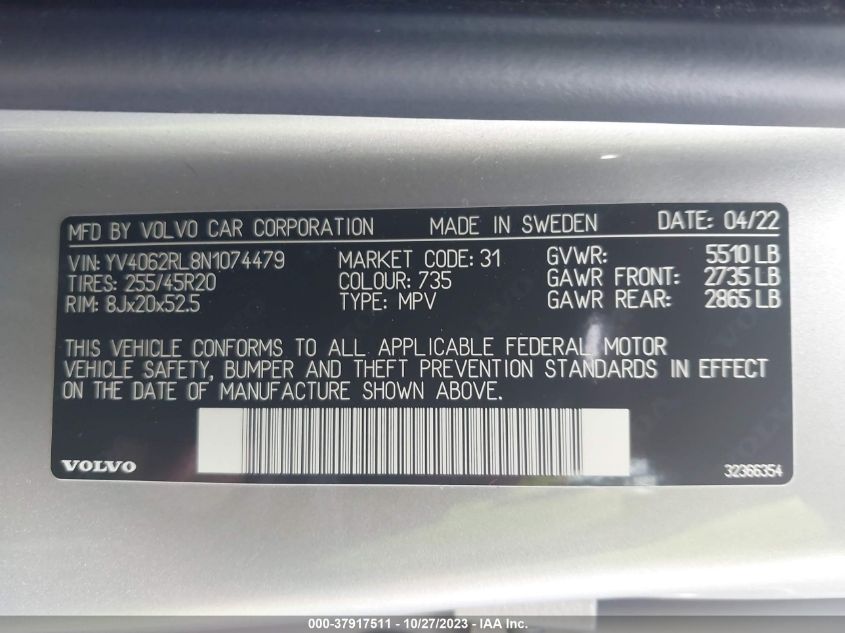 MFD BY VOLVO CAR CORPORATION MADE IN SWEDEN DATE: 04/22
VIN: YV4062RL8N1074479 MARKET CODE: 31 GVWR: 5510 LB
TIRES: 255/45R20 COLOUR: 735 GAWR FRONT: 2735 LB
RIM: 8Jx20x52.5 TYPE: MPV GAWR REAR: 2865 LB
THIS VEHICLE CONFORMS TO ALL APPLICABLE FEDERAL MOTOR
VEHICLE SAFETY, BUMPER AND THEFT PREVENTION STANDARDS IN EFFECT
ON THE DATE OF MANUFACTURE SHOWN ABOVE.
VOLVO 32366354
000-37917511 - 10/27/2023 - IAA Inc.